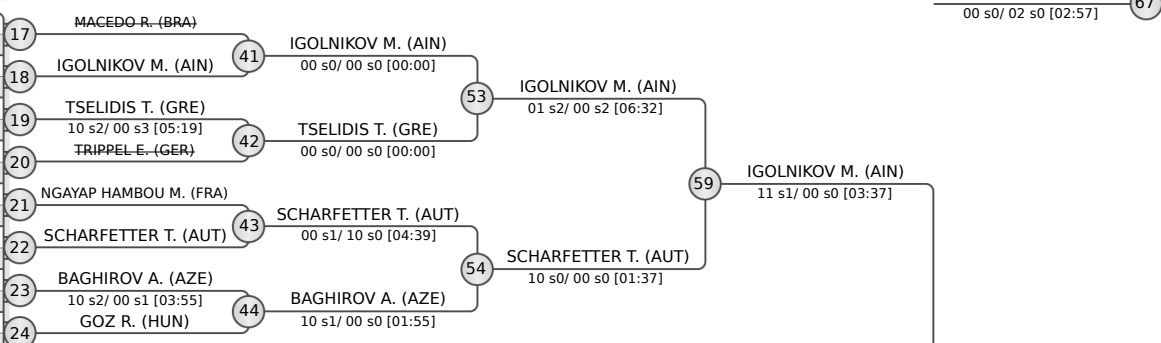 67
00 s0/ 02 s0 [02:57]
17
MACEDO R. (BRA)
41
IGOLNIKOV M. (AIN)
00 s0/ 00 s0 [00:00]
18
IGOLNIKOV M. (AIN)
53
IGOLNIKOV M. (AIN)
01 s2/ 00 s2 [06:32]
19
TSELIDIS T. (GRE)
10 s2/ 00 s3 [05:19]
42
TSELIDIS T. (GRE)
00 s0/ 00 s0 [00:00]
20
TRIPPEL E. (GER)
59
IGOLNIKOV M. (AIN)
11 s1/ 00 s0 [03:37]
21
NGAYAP HAMBOU M. (FRA)
43
SCHARFETTER T. (AUT)
00 s1/ 10 s0 [04:39]
22
SCHARFETTER T. (AUT)
54
SCHARFETTER T. (AUT)
10 s0/ 00 s0 [01:37]
23
BAGHIROV A. (AZE)
10 s2/ 00 s1 [03:55]
44
BAGHIROV A. (AZE)
10 s1/ 00 s0 [01:55]
24
GOZ R. (HUN)